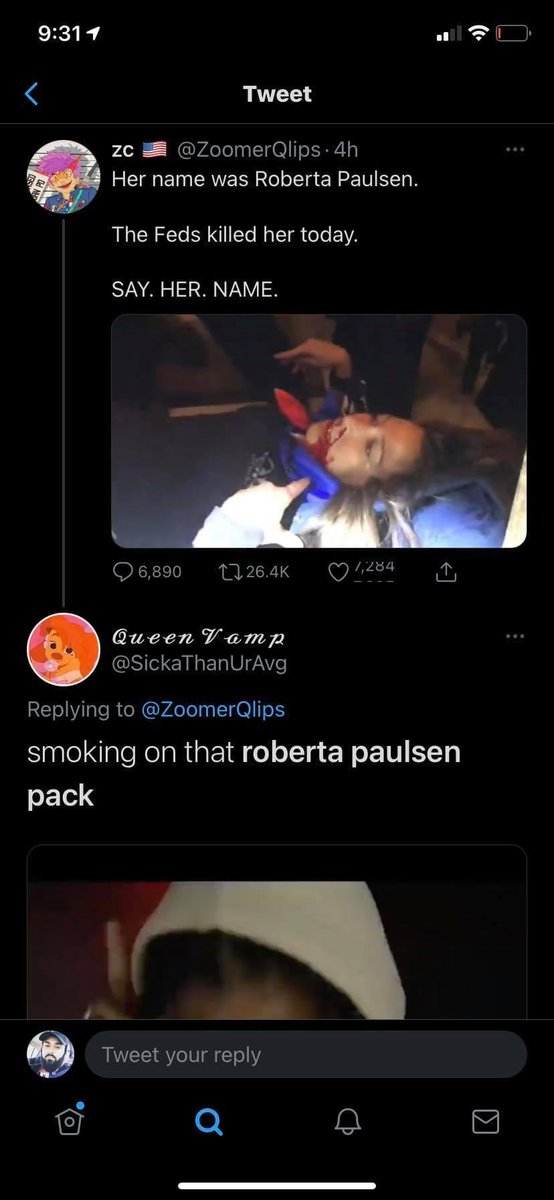 9:31
Tweet
zc 🇺🇸 @ZoomerQlips · 4h
Her name was Roberta Paulsen.
The Feds killed her today.
SAY. HER. NAME.
6,890 26.4K 7,284
𝓠𝓾𝓮𝓮𝓷 𝓥𝓪𝓶𝓹
@SickaThanUrAvg
Replying to @ZoomerQlips
smoking on that roberta paulsen
pack
Tweet your reply